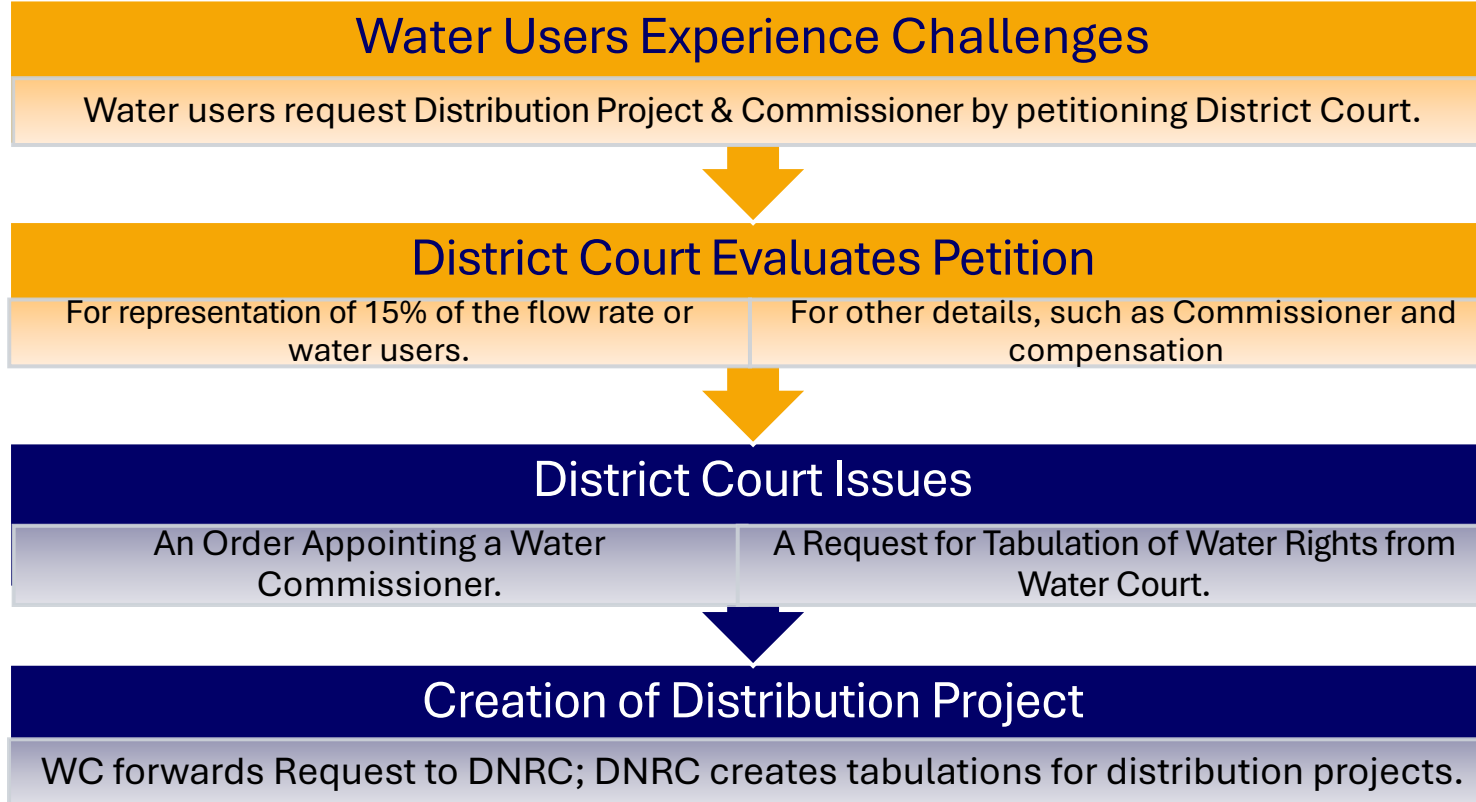 Water Users Experience Challenges
Water users request Distribution Project & Commissioner by petitioning District Court.
District Court Evaluates Petition
For representation of 15% of the flow rate or
water users.
For other details, such as Commissioner and
compensation
District Court Issues
An Order Appointing a Water
Commissioner.
A Request for Tabulation of Water Rights from
Water Court.
Creation of Distribution Project
WC forwards Request to DNRC; DNRC creates tabulations for distribution projects.